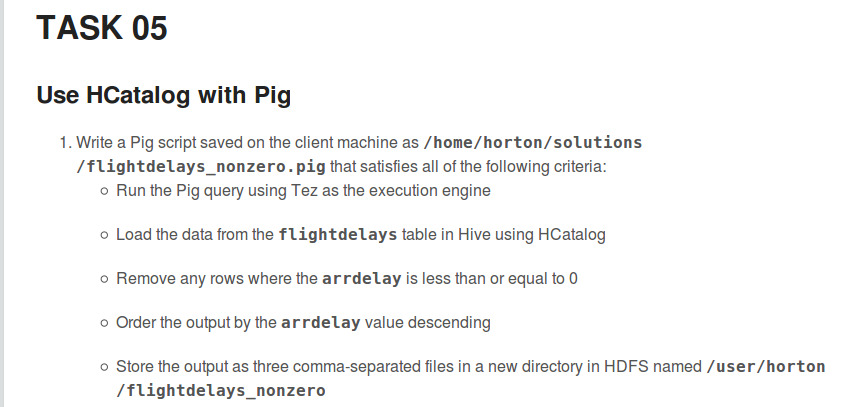 TASK 05
Use HCatalog with Pig
1. Write a Pig script saved on the client machine as /home/horton/solutions
/flightdelays_nonzero.pig that satisfies all of the following criteria:
○ Run the Pig query using Tez as the execution engine
○ Load the data from the flightdelays table in Hive using HCatalog
○ Remove any rows where the arrdelay is less than or equal to 0
○ Order the output by the arrdelay value descending
○ Store the output as three comma-separated files in a new directory in HDFS named /user/horton
/flightdelays_nonzero